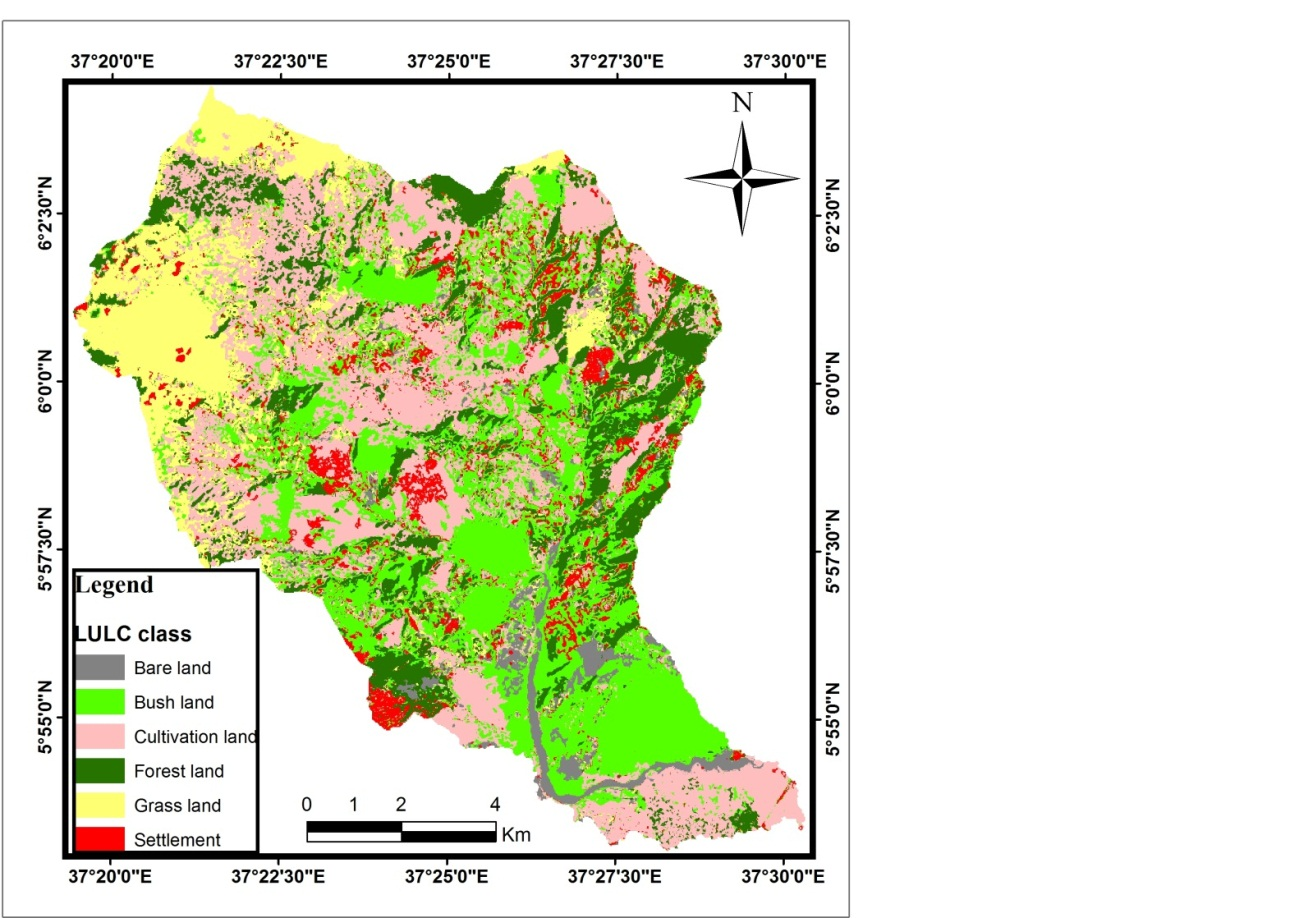 37°20'0"E 37°22'30"E 37°25'0"E 37°27'30"E 37°30'0"E
N
6°2'30"N 6°2'30"N
6°0'0"N 6°0'0"N
5°57'30"N 5°57'30"N
5°55'0"N 5°55'0"N
Legend
LULC class
Bare land
Bush land
Cultivation land
Forest land
Grass land
Settlement
0 1 2 4
Km
37°20'0"E 37°22'30"E 37°25'0"E 37°27'30"E 37°30'0"E